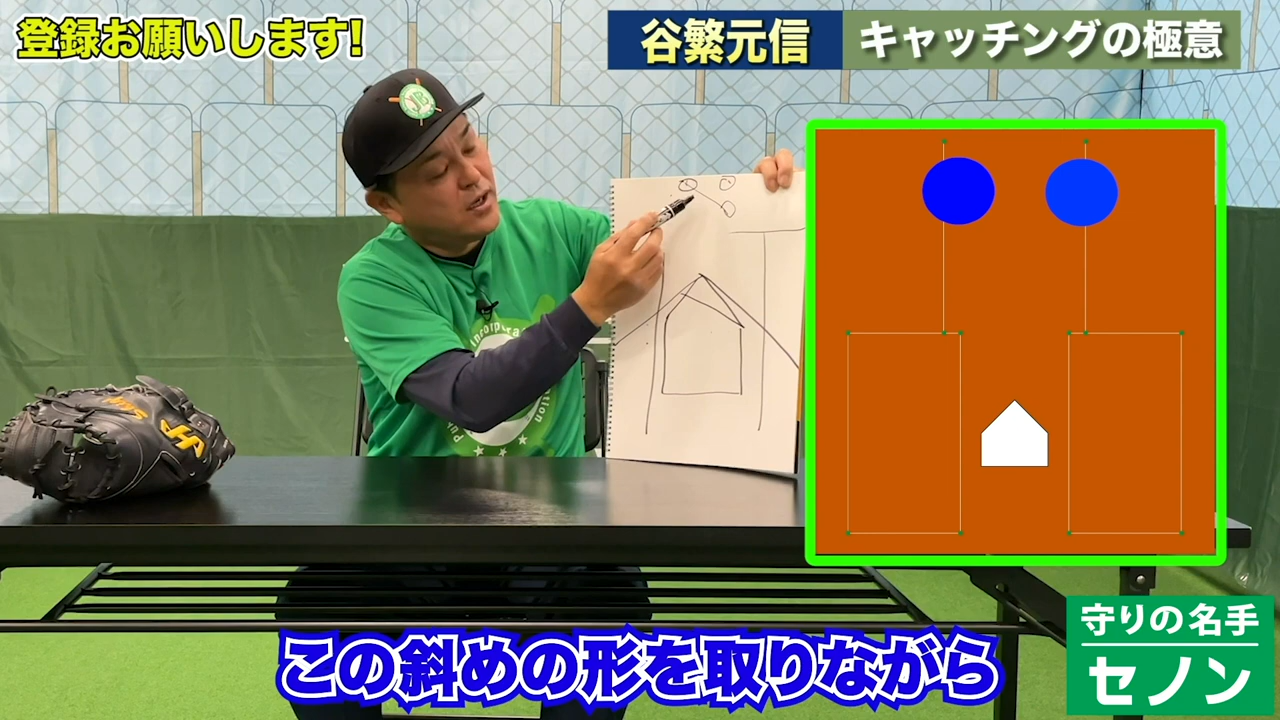 登録お願いします!
谷繁元信
キャッチングの極意
この斜めの形を取りながら
守りの名手
セノン